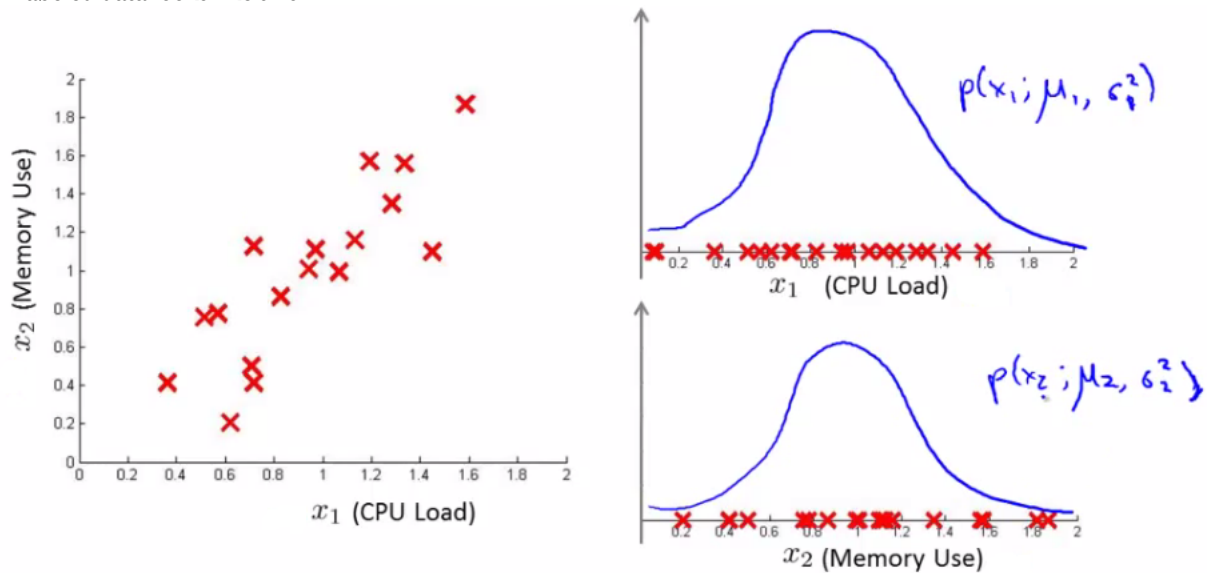 2
1.8
1.6
1.4
1.2
1
0.8
0.6
0.4
0.2
0
x₂ (Memory Use)
0 0.2 0.4 0.6 0.8 1 1.2 1.4 1.6 1.8 2
x₁ (CPU Load)
p(x₁; μ₁, σ₁²)
0.2 0.4 0.6 0.8 1 1.2 1.4 1.6 1.8 2
x₁ (CPU Load)
p(x₂; μ₂, σ₂²)
0.2 0.4 0.6 0.8 1 1.2 1.4 1.6 1.8 2
x₂ (Memory Use)